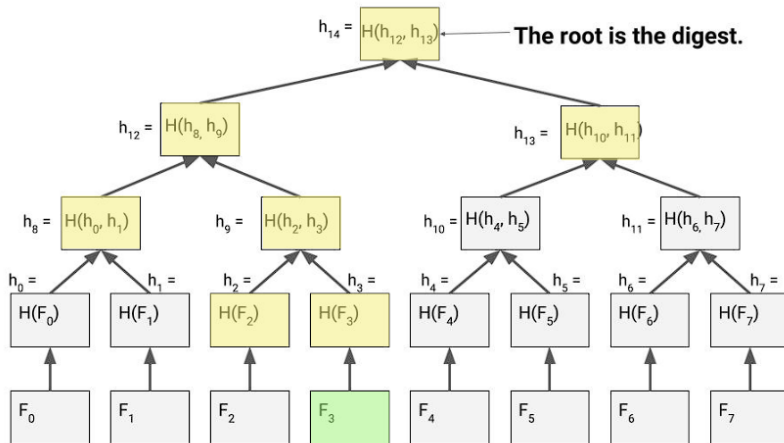 h₁₄ = H(h₁₂, h₁₃) The root is the digest.
h₁₂ = H(h₈, h₉) h₁₃ = H(h₁₀, h₁₁)
h₈ = H(h₀, h₁) h₉ = H(h₂, h₃) h₁₀ = H(h₄, h₅) h₁₁ = H(h₆, h₇)
h₀ = h₁ = h₂ = h₃ = h₄ = h₅ = h₆ = h₇ =
H(F₀) H(F₁) H(F₂) H(F₃) H(F₄) H(F₅) H(F₆) H(F₇)
F₀ F₁ F₂ F₃ F₄ F₅ F₆ F₇